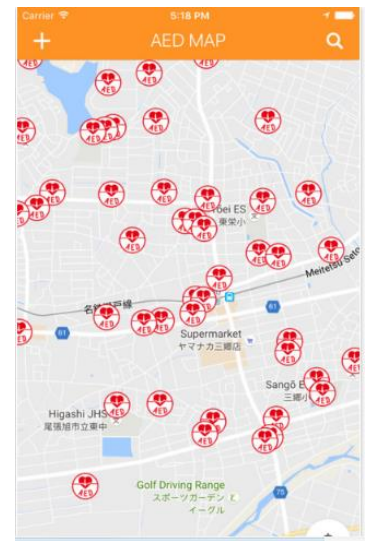 Carrier 5:18 PM
+ AED MAP
AED
Toei ES
東栄小
Meitetsu Seto
名鉄瀬戸線
61
61
Supermarket
ヤマナカ三郷店
Sangō E
三郷小
Higashi JHS
尾張旭市立東中
Golf Driving Range
スポーツガーデン
イーグル
75